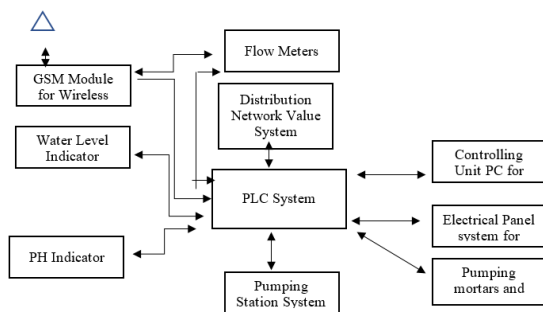 Flow Meters
GSM Module
for Wireless
Distribution
Network Value
System
Water Level
Indicator
Controlling
Unit PC for
PLC System
Electrical Panel
system for
PH Indicator
Pumping
Station System
Pumping
mortars and